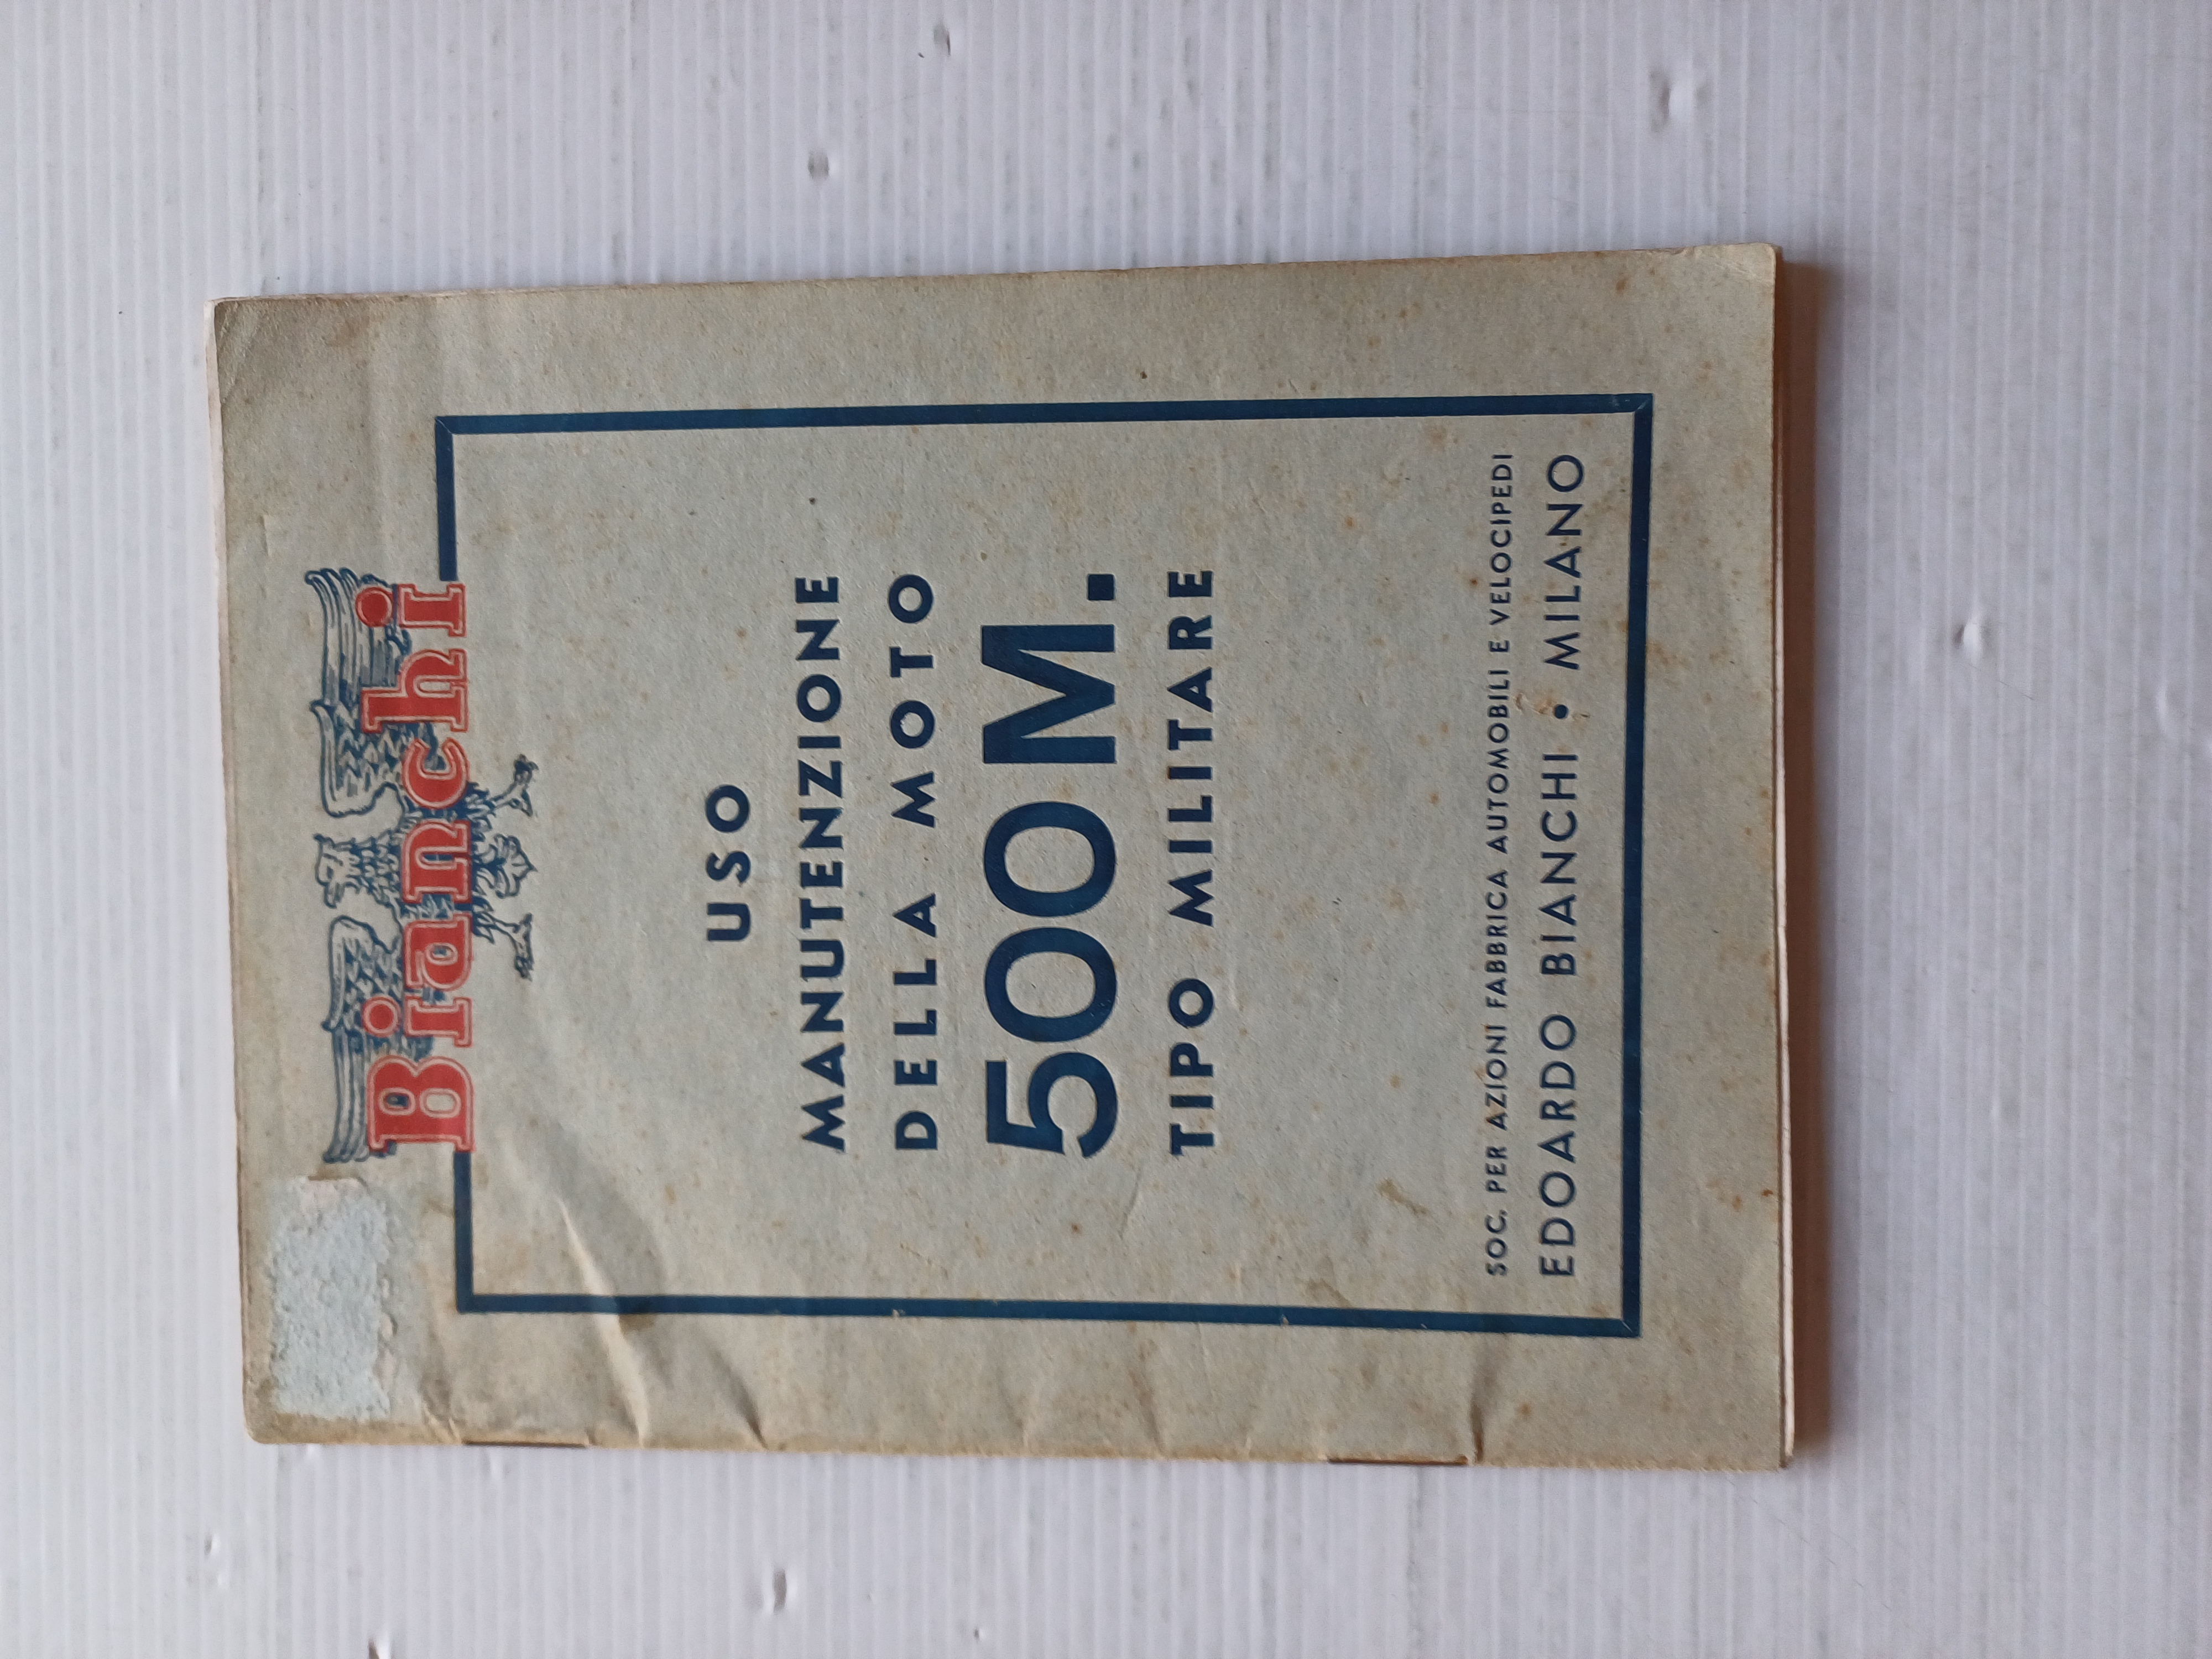 Bianchi
USO
MANUTENZIONE
DELLA MOTO
500 M.
TIPO MILITARE
SOC. PER AZIONI FABBRICA AUTOMOBILI E VELOCIPEDI
EDOARDO BIANCHI • MILANO